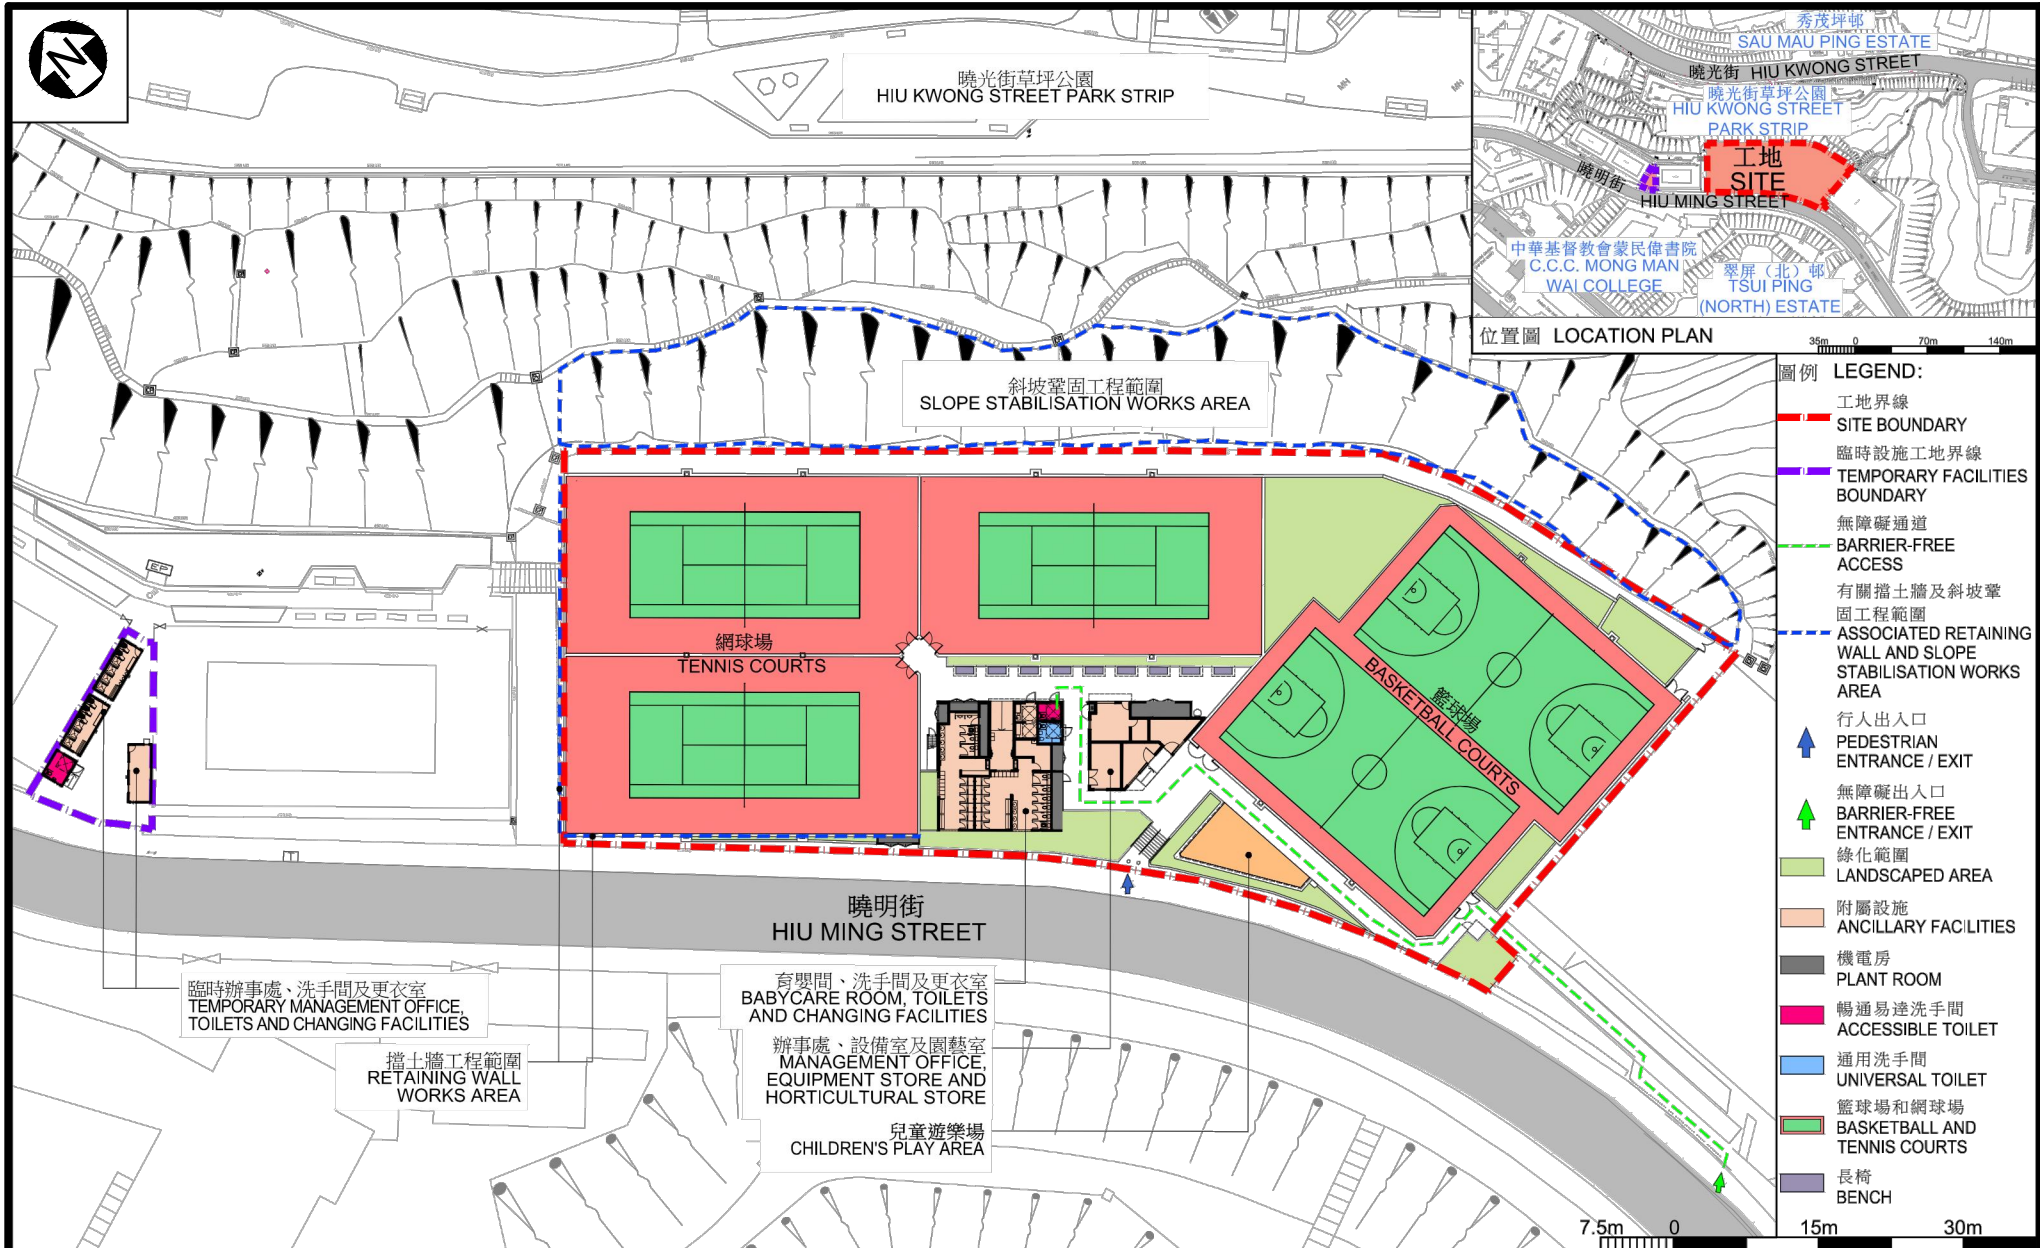 N
曉光街草坪公園
HIU KWONG STREET PARK STRIP
MH
MH
秀茂坪邨
SAU MAU PING ESTATE
曉光街 HIU KWONG STREET
曉光街草坪公園
HIU KWONG STREET
PARK STRIP
工地
SITE
曉明街
HIU MING STREET
中華基督教會蒙民偉書院
C.C.C. MONG MAN
WAI COLLEGE
翠屏（北）邨
TSUI PING
(NORTH) ESTATE
位置圖 LOCATION PLAN
35m 0 70m 140m
斜坡鞏固工程範圍
SLOPE STABILISATION WORKS AREA
網球場
TENNIS COURTS
籃球場
BASKETBALL COURTS
EP
曉明街
HIU MING STREET
臨時辦事處、洗手間及更衣室
TEMPORARY MANAGEMENT OFFICE,
TOILETS AND CHANGING FACILITIES
擋土牆工程範圍
RETAINING WALL
WORKS AREA
育嬰間、洗手間及更衣室
BABYCARE ROOM, TOILETS
AND CHANGING FACILITIES
辦事處、設備室及園藝室
MANAGEMENT OFFICE,
EQUIPMENT STORE AND
HORTICULTURAL STORE
兒童遊樂場
CHILDREN'S PLAY AREA
圖例 LEGEND:
工地界線
SITE BOUNDARY
臨時設施工地界線
TEMPORARY FACILITIES
BOUNDARY
無障礙通道
BARRIER-FREE
ACCESS
有關擋土牆及斜坡鞏
固工程範圍
ASSOCIATED RETAINING
WALL AND SLOPE
STABILISATION WORKS
AREA
行人出入口
PEDESTRIAN
ENTRANCE / EXIT
無障礙出入口
BARRIER-FREE
ENTRANCE / EXIT
綠化範圍
LANDSCAPED AREA
附屬設施
ANCILLARY FACILITIES
機電房
PLANT ROOM
暢通易達洗手間
ACCESSIBLE TOILET
通用洗手間
UNIVERSAL TOILET
籃球場和網球場
BASKETBALL AND
TENNIS COURTS
長椅
BENCH
7.5m 0 15m 30m